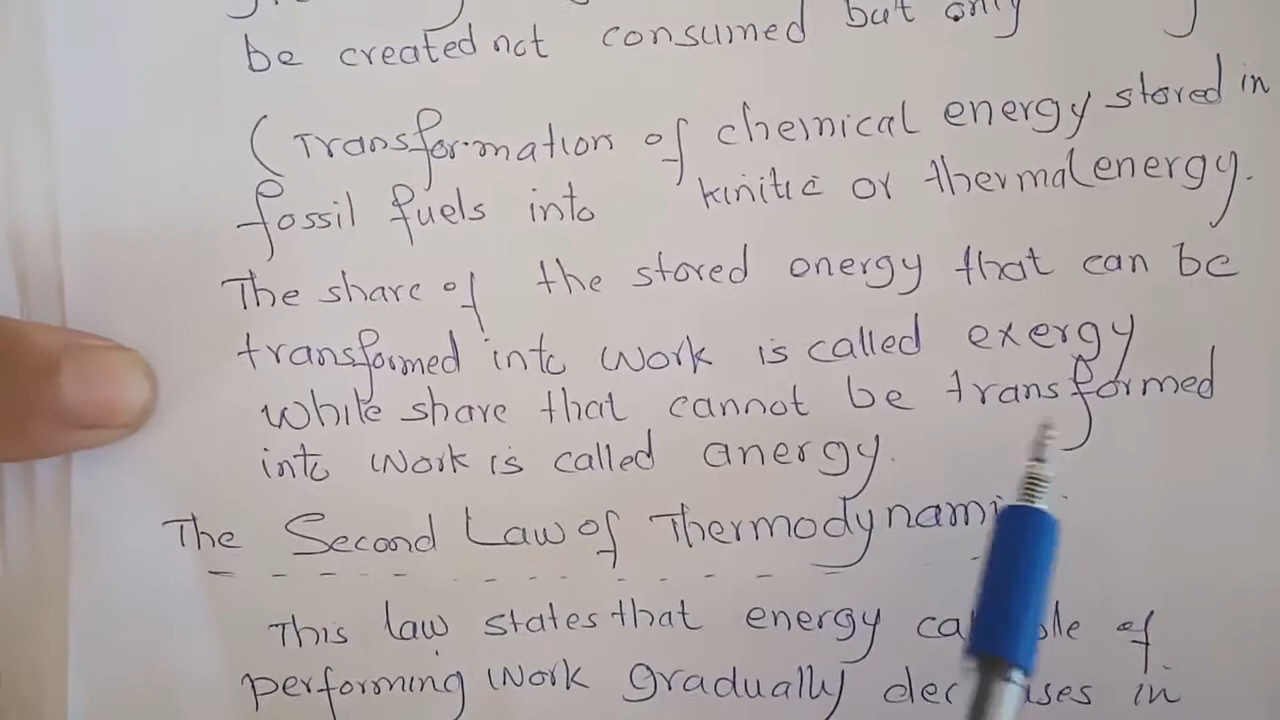 be created not consumed but only
(Transformation of chemical energy stored in
fossil fuels into kinitic or thermal energy.
The share of the stored energy that can be
transformed into work is called exergy
while share that cannot be transformed
into work is called anergy.
The Second Law of Thermodynami
This law states that energy ca ble of
performing work gradually dec ses in